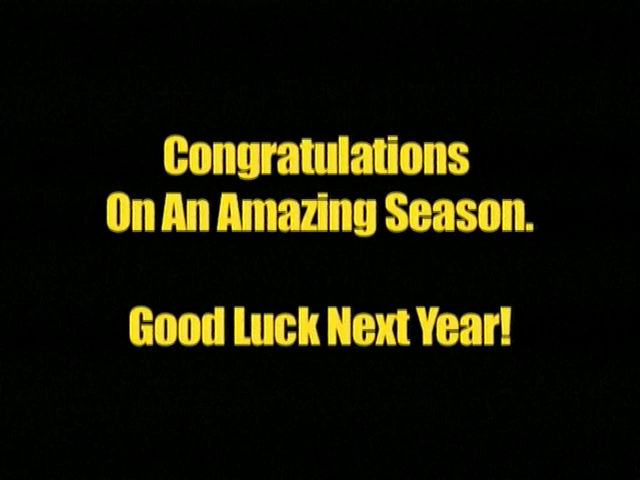 Congratulations
On An Amazing Season.
Good Luck Next Year!